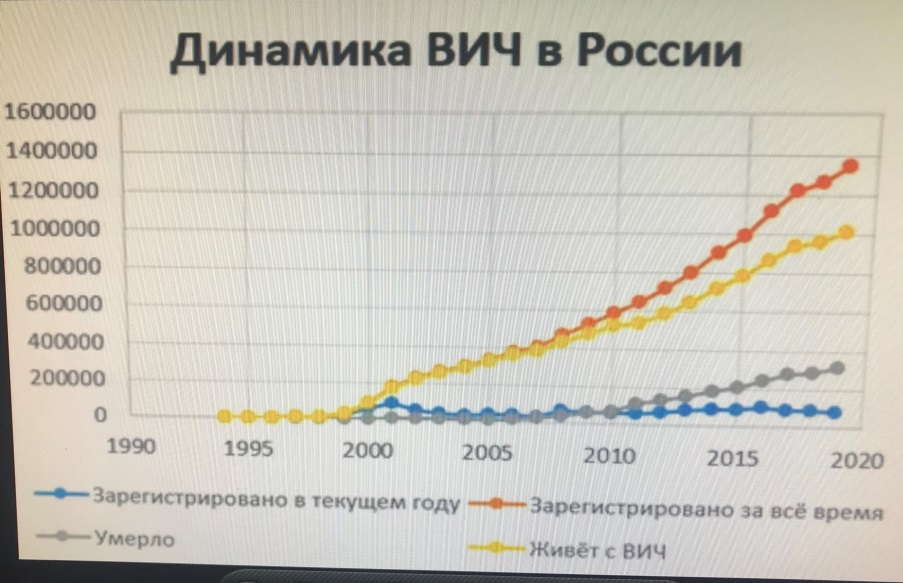 Динамика ВИЧ в России
1600000
1400000
1200000
1000000
800000
600000
400000
200000
0
1990 1995 2000 2005 2010 2015 2020
Зарегистрировано в текущем году Зарегистрировано за всё время
Умерло Живёт с ВИЧ